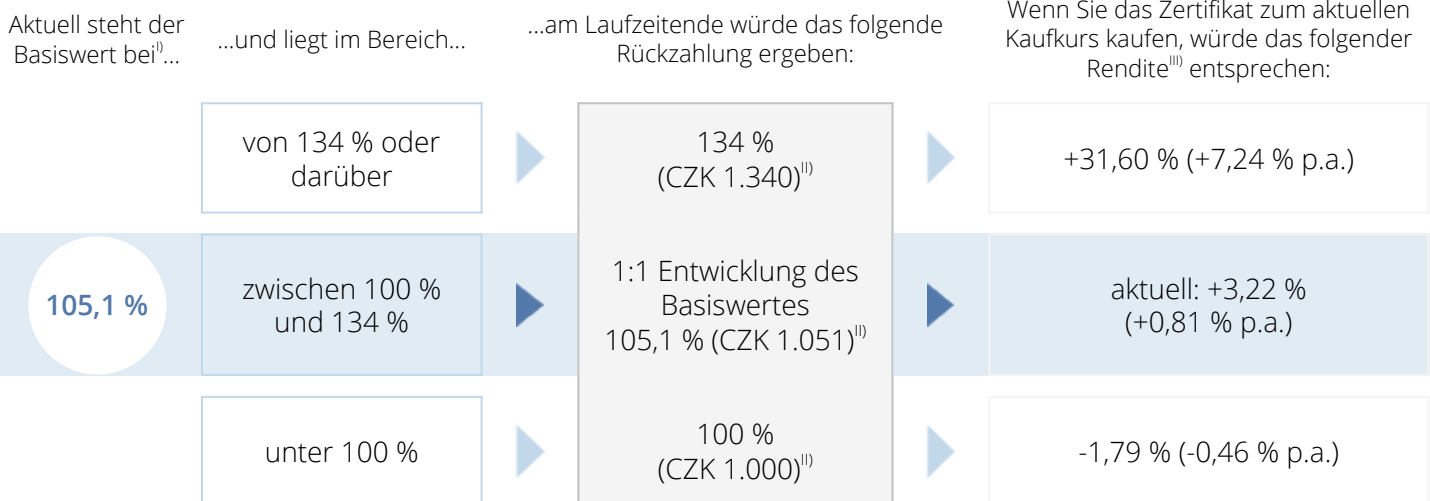 Aktuell steht der
Basiswert bei I)...
...und liegt im Bereich...
...am Laufzeitende würde das folgende
Rückzahlung ergeben:
Wenn Sie das Zertifikat zum aktuellen
Kaufkurs kaufen, würde das folgender
Rendite III) entsprechen:
von 134 % oder
darüber
134 %
(CZK 1.340) II)
+31,60 % (+7,24 % p.a.)
105,1 %
zwischen 100 %
und 134 %
1:1 Entwicklung des
Basiswertes
105,1 % (CZK 1.051) II)
aktuell: +3,22 %
(+0,81 % p.a.)
unter 100 %
100 %
(CZK 1.000) II)
-1,79 % (-0,46 % p.a.)